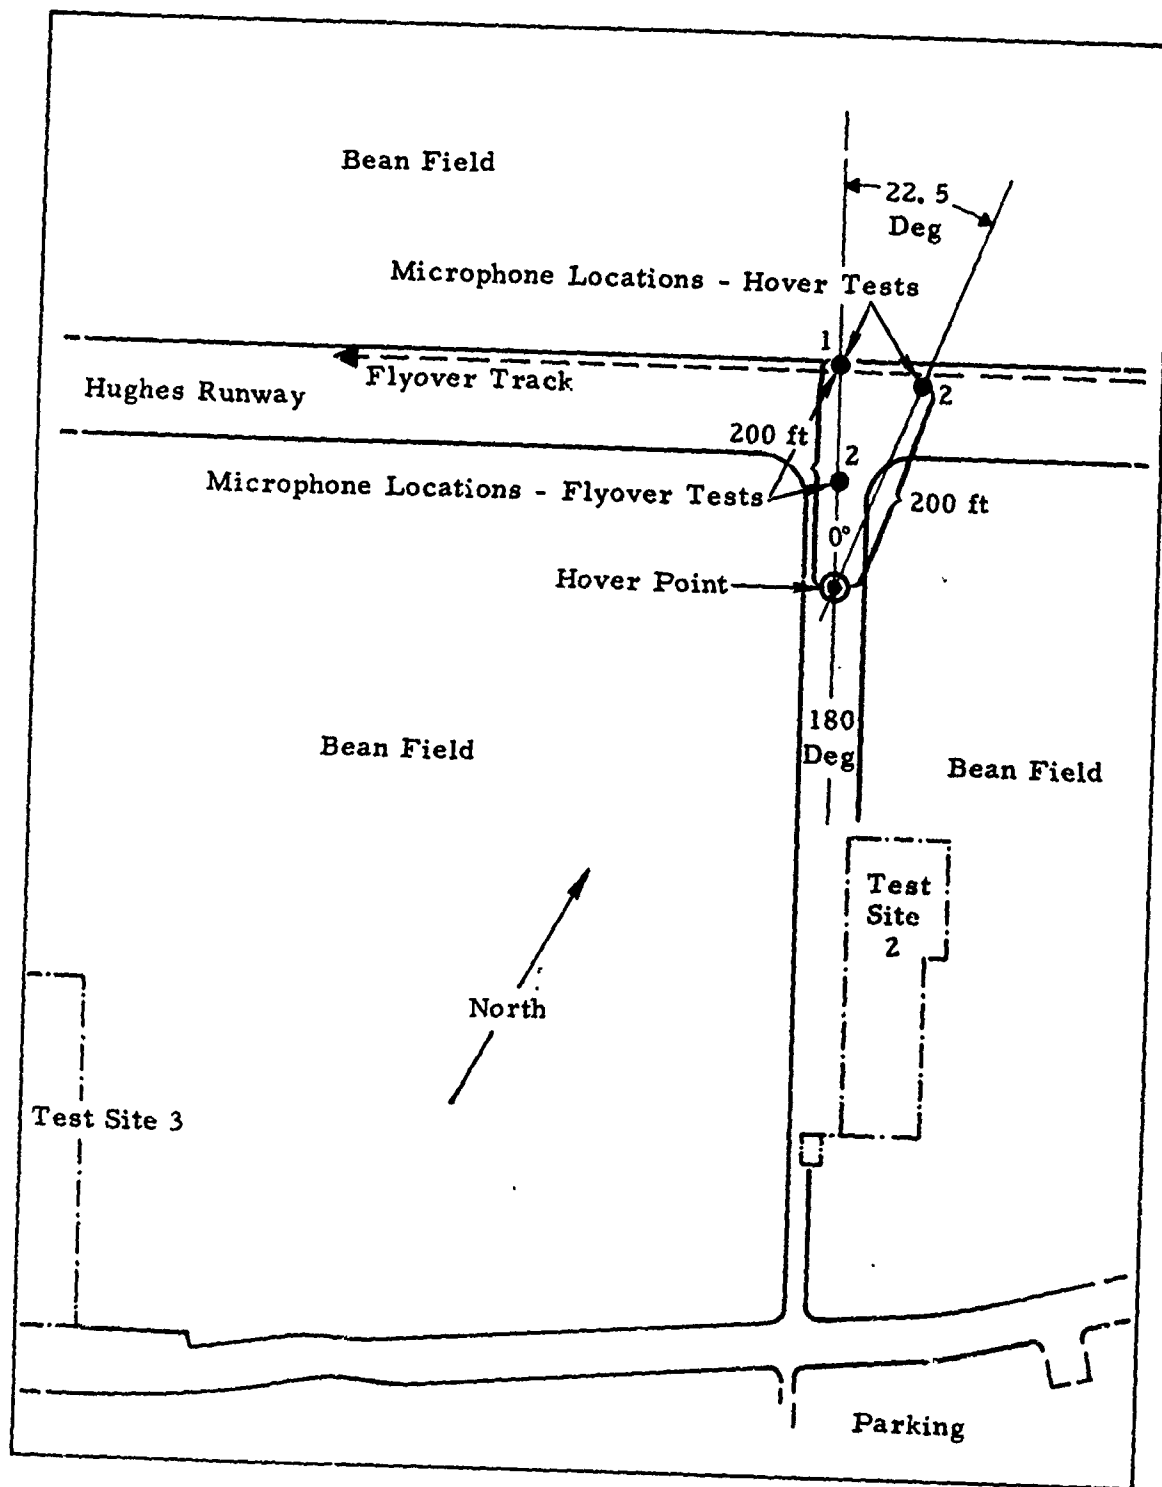 Bean Field
22.5
Deg
Microphone Locations - Hover Tests
1
Flyover Track
Hughes Runway
2
200 ft
2
Microphone Locations - Flyover Tests
200 ft
0°
Hover Point
180
Deg
Bean Field
Bean Field
Test
Site
2
North
Test Site 3
Parking